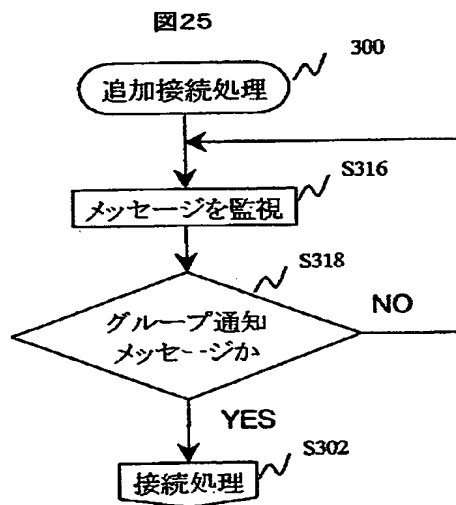 図25
300
追加接続処理
S316
メッセージを監視
S318
グループ通知
メッセージか
NO
YES
S302
接続処理